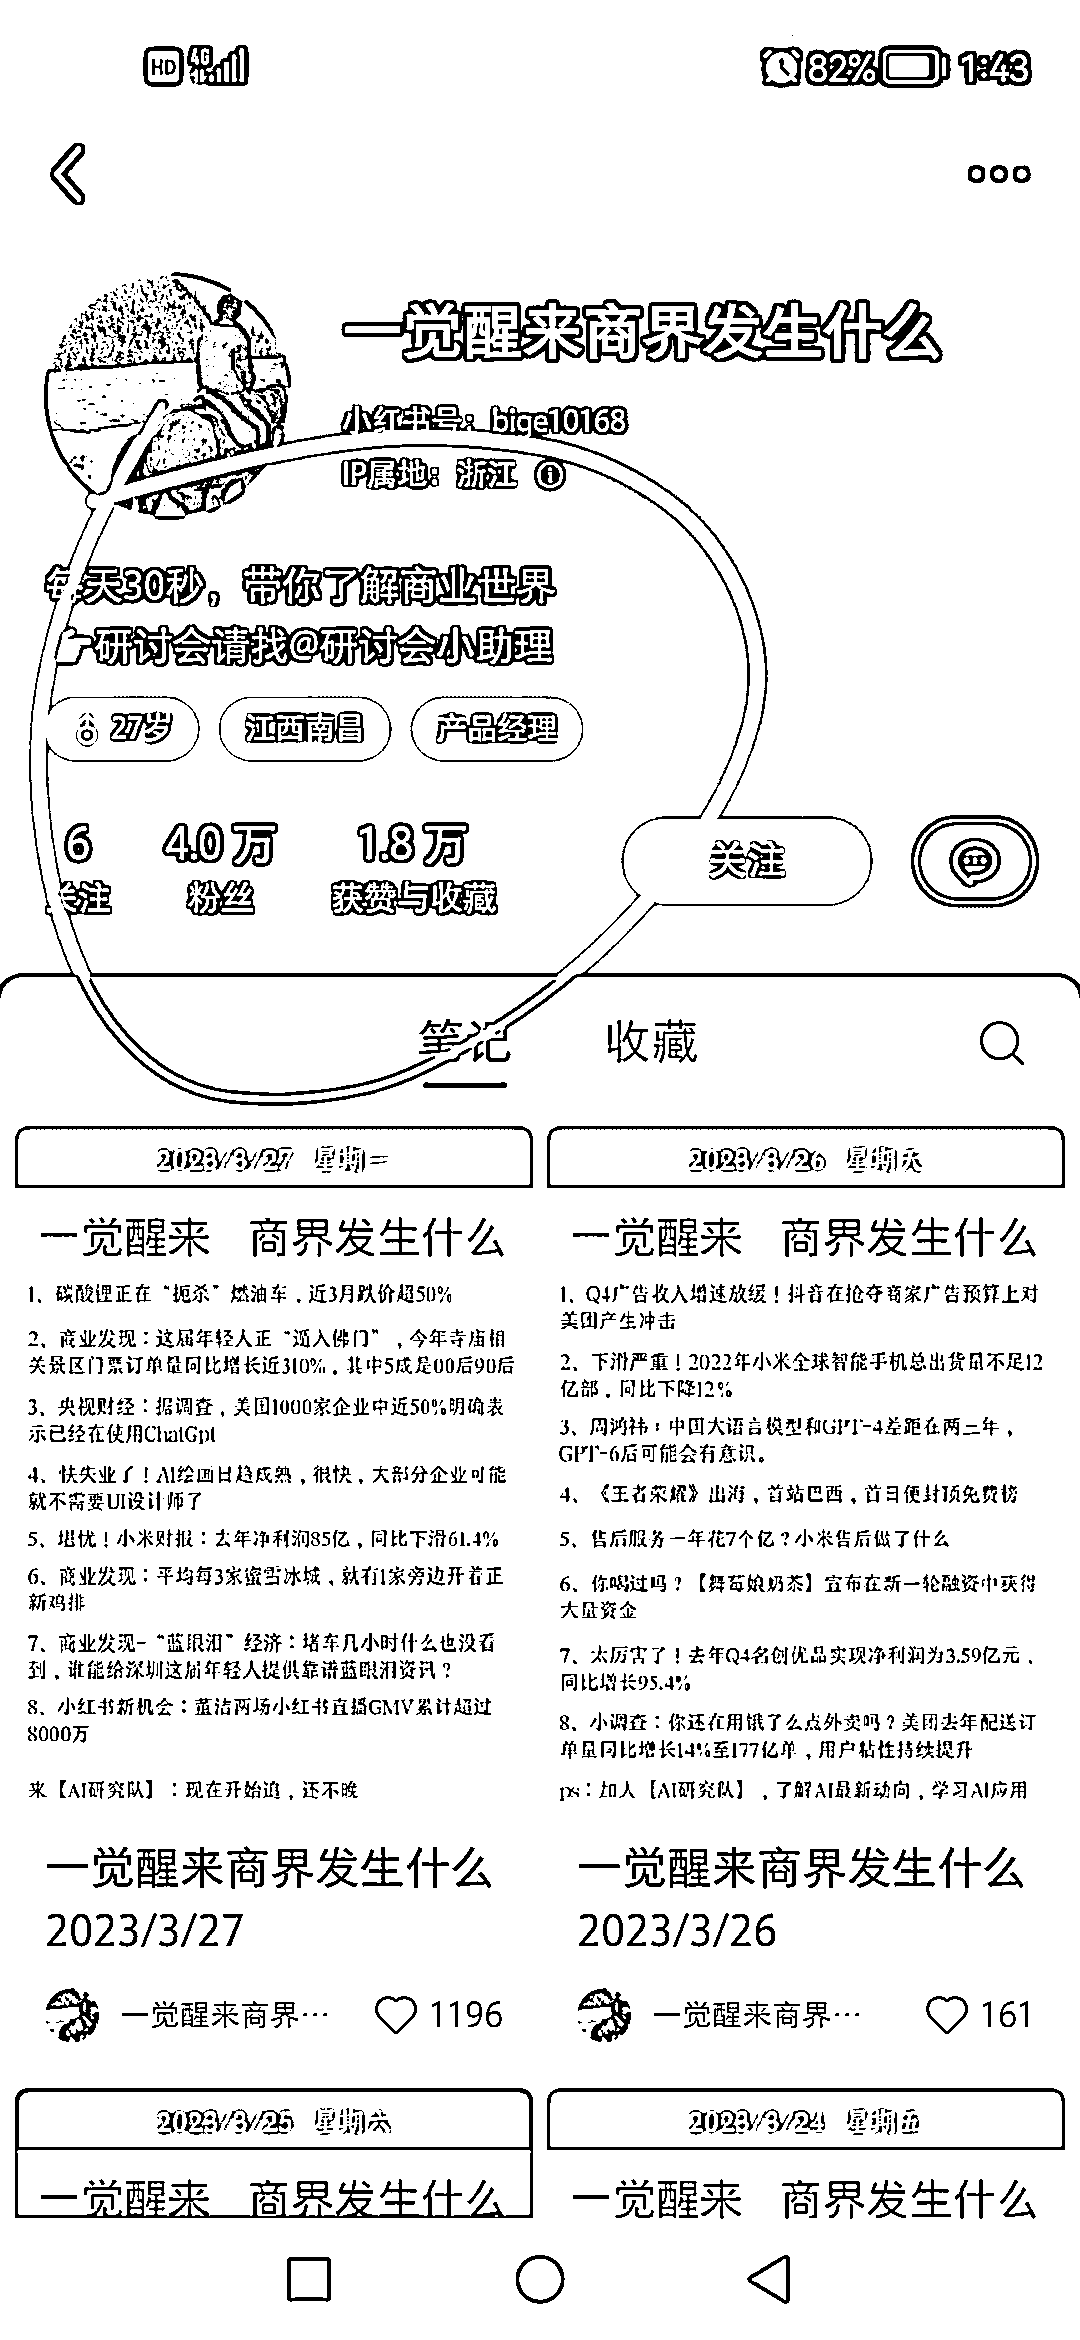 HD 4G 82% 1:43
一觉醒来商界发生什么
小红书号：bige10168
IP属地：浙江
每天30秒，带你了解商业世界
研讨会请找@研讨会小助理
27岁 江西南昌 产品经理
6 4.0万 1.8万
关注 粉丝 获赞与收藏 关注
笔记 收藏
2023/3/27 星期一
一觉醒来 商界发生什么
1、碳酸锂正在“扼杀”燃油车，近3月跌价超50%
2、商业发现：这届年轻人正“遁入佛门”，今年寺庙相
关景区门票订单量同比增长近310%，其中5成是00后90后
3、央视财经：据调查，美国1000家企业中近50%明确表
示已经在使用ChatGpt
4、快失业了！AI绘画日趋成熟，很快，大部分企业可能
就不需要UI设计师了
5、堪忧！小米财报：去年净利润85亿，同比下滑61.4%
6、商业发现：平均每3家蜜雪冰城，就有1家旁边开着正
新鸡排
7、商业发现-“蓝眼泪”经济：堵车几小时什么也没看
到，谁能给深圳这届年轻人提供靠谱蓝眼泪资讯？
8、小红书新机会：董洁两场小红书直播GMV累计超过
8000万
来【AI研究队】：现在开始追，还不晚
一觉醒来商界发生什么
2023/3/27
一觉醒来商界… 1196
2023/3/26 星期天
一觉醒来 商界发生什么
1、Q4广告收入增速放缓！抖音在抢夺商家广告预算上对
美团产生冲击
2、下滑严重！2022年小米全球智能手机总出货量不足12
亿部，同比下降12%
3、周鸿祎：中国大语言模型和GPT-4差距在两三年，
GPT-6后可能会有意识。
4、《王者荣耀》出海，首站巴西，首日便封顶免费榜
5、售后服务一年花7个亿？小米售后做了什么
6、你喝过吗？【舞莓娘奶茶】宣布在新一轮融资中获得
大量资金
7、太厉害了！去年Q4名创优品实现净利润为3.59亿元，
同比增长95.4%
8、小调查：你还在用饿了么点外卖吗？美团去年配送订
单量同比增长14%至177亿单，用户粘性持续提升
ps：加入【AI研究队】，了解AI最新动向，学习AI应用
一觉醒来商界发生什么
2023/3/26
一觉醒来商界… 161
2023/3/25 星期六
一觉醒来 商界发生什么
2023/3/24 星期五
一觉醒来 商界发生什么